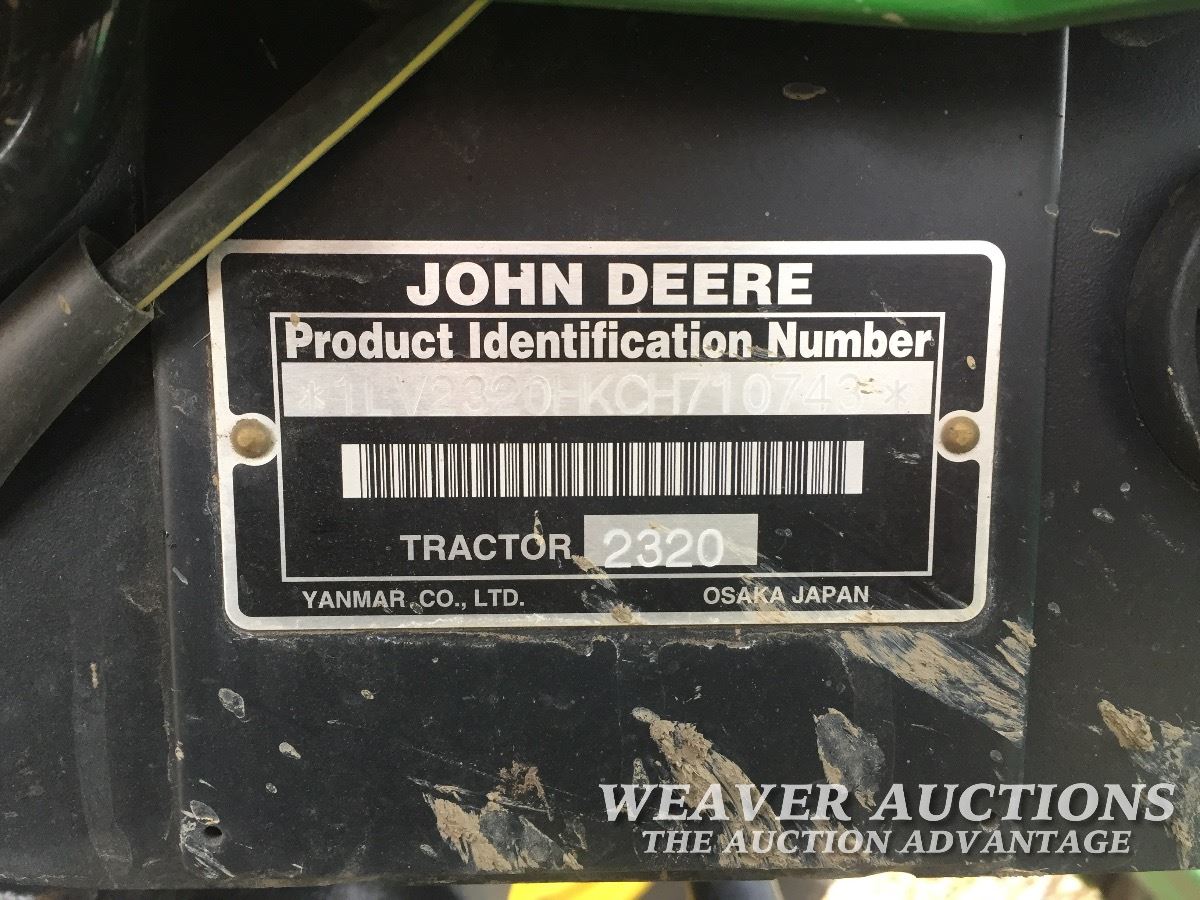 JOHN DEERE
Product Identification Number
*1LV2320HKCH710743*
TRACTOR 2320
YANMAR CO., LTD. OSAKA JAPAN
WEAVER AUCTIONS
THE AUCTION ADVANTAGE